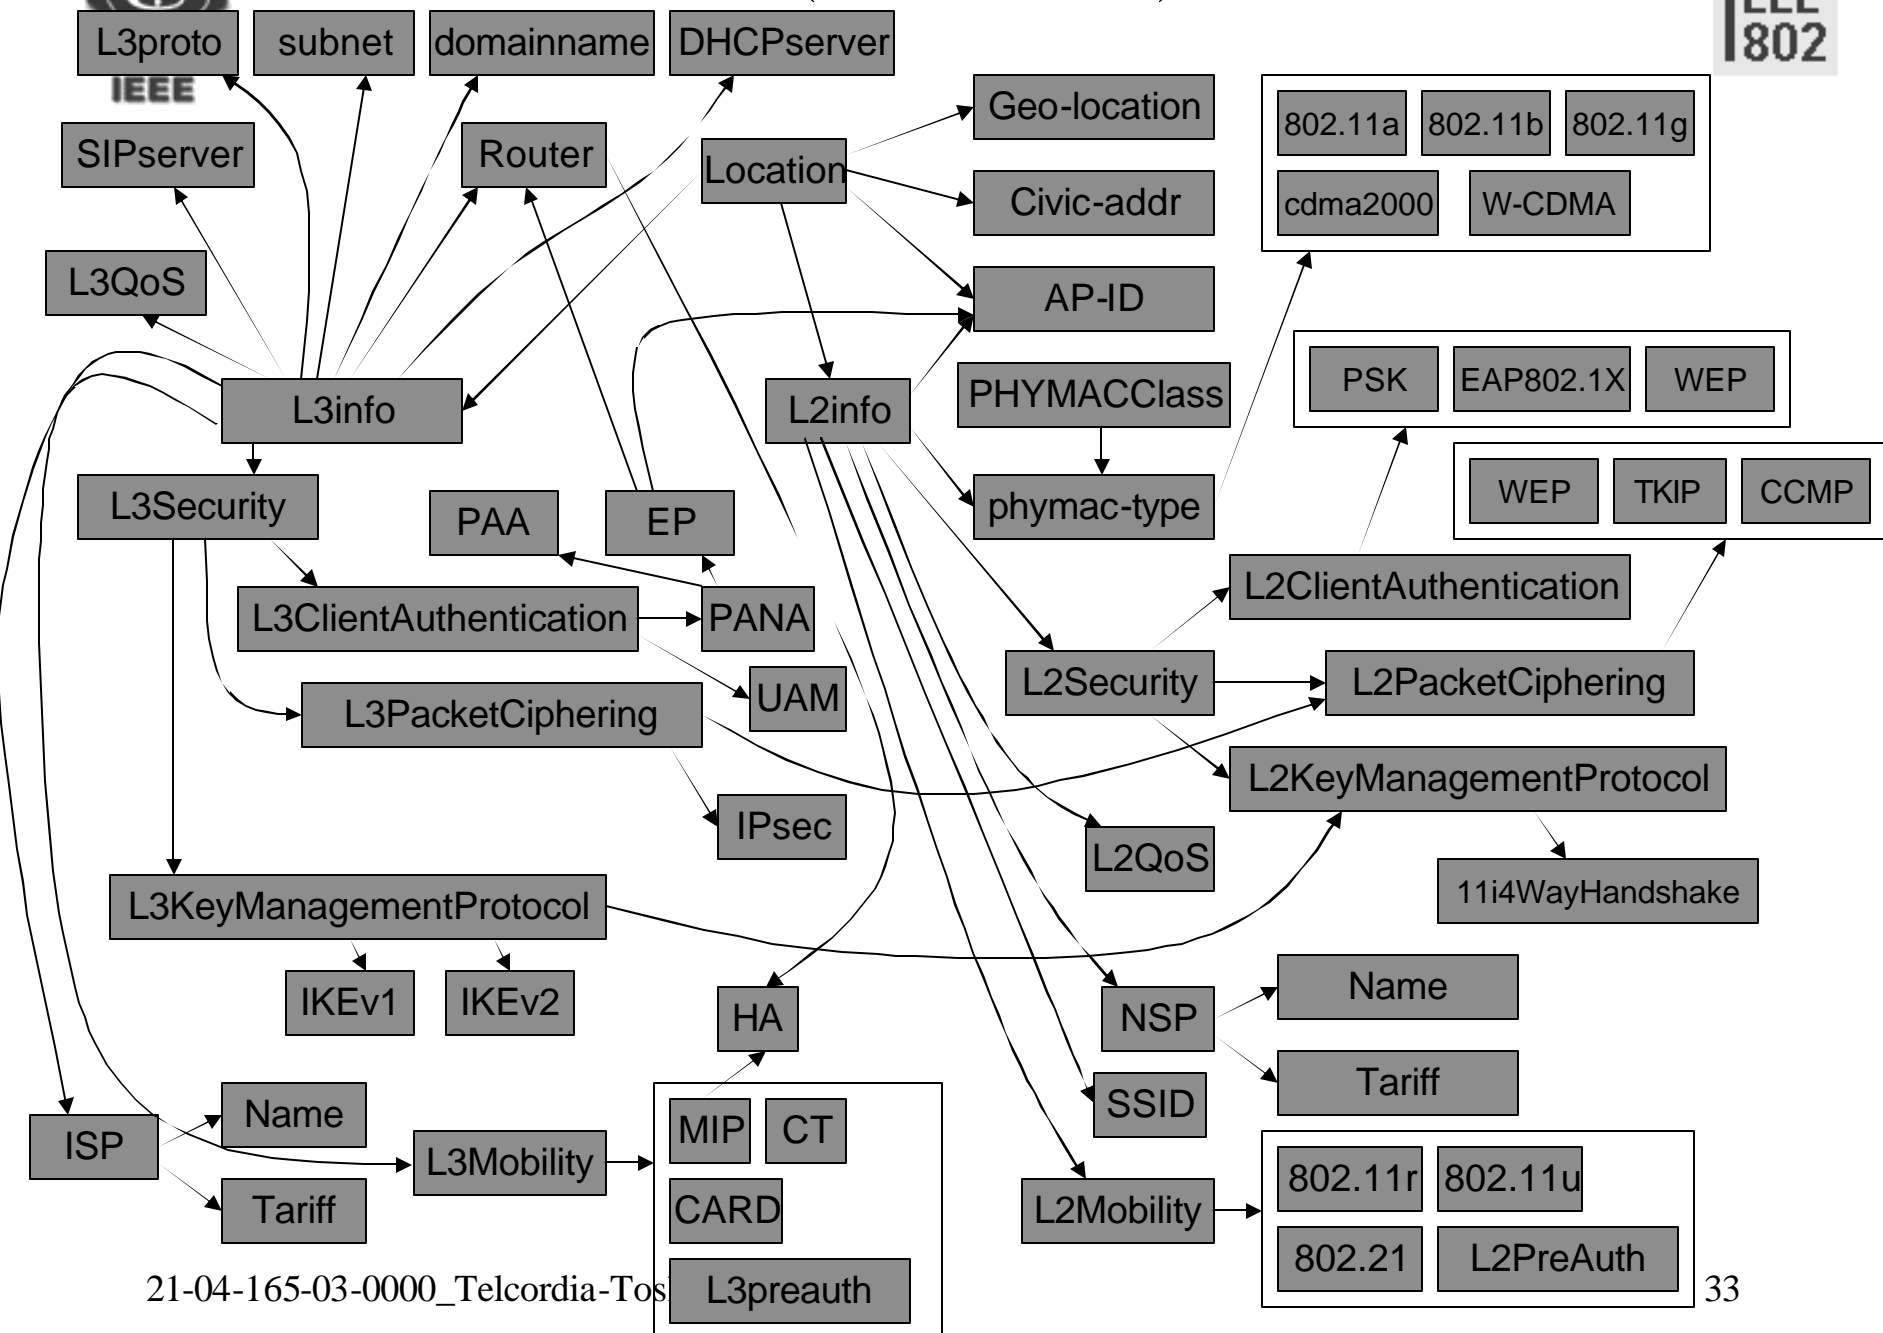 EEE
802
L3proto
subnet
domainname
DHCPserver
IEEE
Geo-location
802.11a
802.11b
802.11g
SIPserver
Router
Location
Civic-addr
cdma2000
W-CDMA
L3QoS
AP-ID
PSK
EAP802.1X
WEP
L3info
L2info
PHYMACClass
WEP
TKIP
CCMP
L3Security
PAA
EP
phymac-type
L2ClientAuthentication
L3ClientAuthentication
PANA
L2Security
L2PacketCiphering
UAM
L3PacketCiphering
L2KeyManagementProtocol
IPsec
L2QoS
11i4WayHandshake
L3KeyManagementProtocol
IKEv1
IKEv2
HA
NSP
Name
Tariff
SSID
Name
ISP
Tariff
L3Mobility
MIP
CT
CARD
L3preauth
L2Mobility
802.11r
802.11u
802.21
L2PreAuth
21-04-165-03-0000_Telcordia-Tos
33